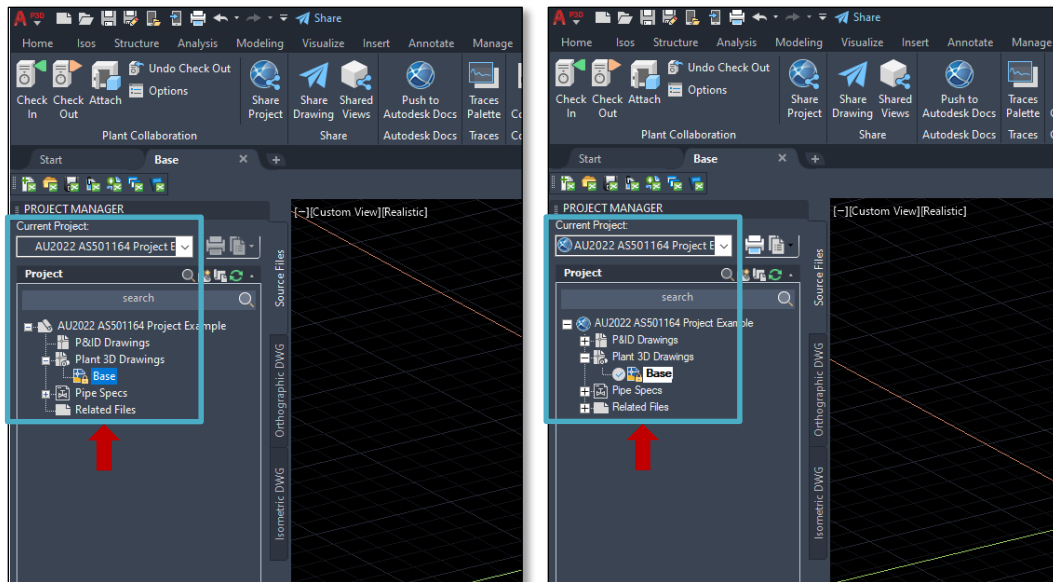 A P3D Share
Home Isos Structure Analysis Modeling Visualize Insert Annotate Manage
Undo Check Out
Options
Check In
Check Out
Attach
Share Project
Share Drawing
Shared Views
Push to Autodesk Docs
Traces Palette
Plant Collaboration Share Autodesk Docs Traces
Start Base
PROJECT MANAGER
Current Project:
AU2022 AS501164 Project E
Project
search
AU2022 AS501164 Project Example
P&ID Drawings
Plant 3D Drawings
Base
Pipe Specs
Related Files
Source Files
Orthographic DWG
Isometric DWG
[−][Custom View][Realistic]
A P3D Share
Home Isos Structure Analysis Modeling Visualize Insert Annotate Manage
Undo Check Out
Options
Check In
Check Out
Attach
Share Project
Share Drawing
Shared Views
Push to Autodesk Docs
Traces Palette
Plant Collaboration Share Autodesk Docs Traces
Start Base
PROJECT MANAGER
Current Project:
AU2022 AS501164 Project E
Project
search
AU2022 AS501164 Project Example
P&ID Drawings
Plant 3D Drawings
Base
Pipe Specs
Related Files
Source Files
Orthographic DWG
Isometric DWG
[−][Custom View][Realistic]